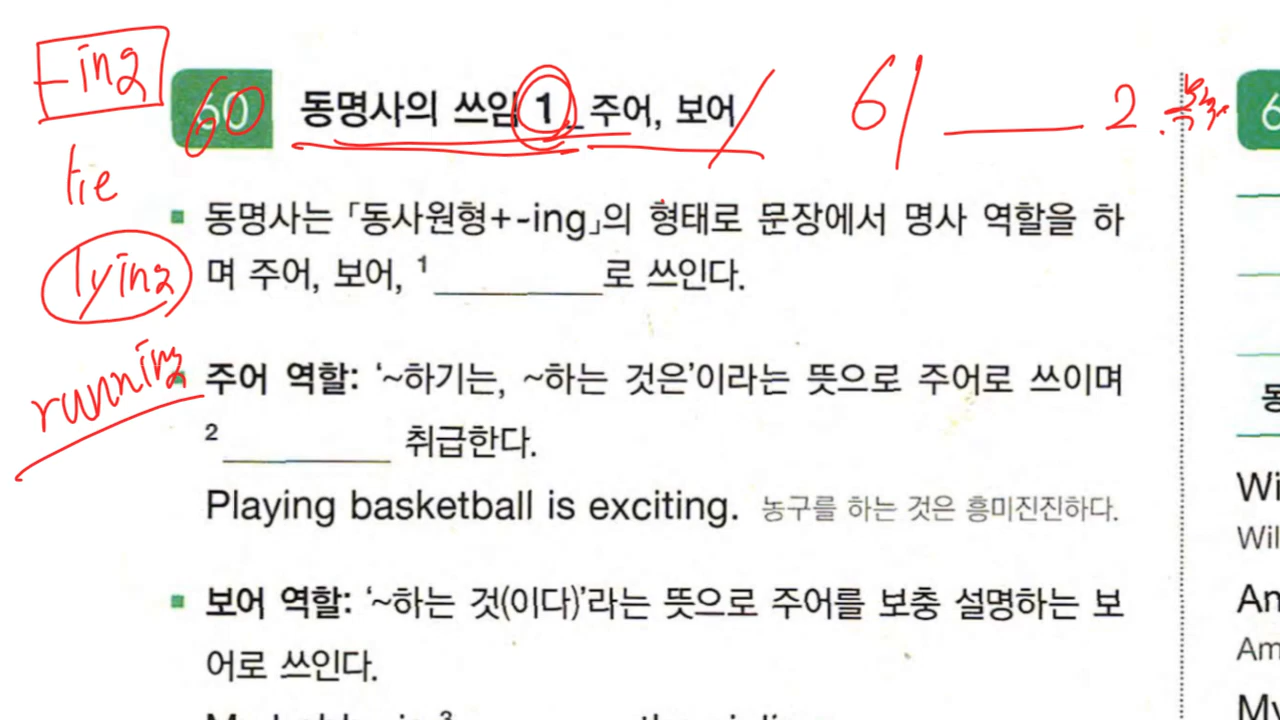 -ing
60 동명사의 쓰임 1_ 주어, 보어
61 2
tie
lying
running
동명사는 「동사원형+-ing」의 형태로 문장에서 명사 역할을 하
며 주어, 보어, 1 로 쓰인다.
주어 역할: ‘~하기는, ~하는 것은’이라는 뜻으로 주어로 쓰이며
2 취급한다.
Playing basketball is exciting. 농구를 하는 것은 흥미진진하다.
보어 역할: ‘~하는 것(이다)’라는 뜻으로 주어를 보충 설명하는 보
어로 쓰인다.
6
Wi
Wil
An
Am
My